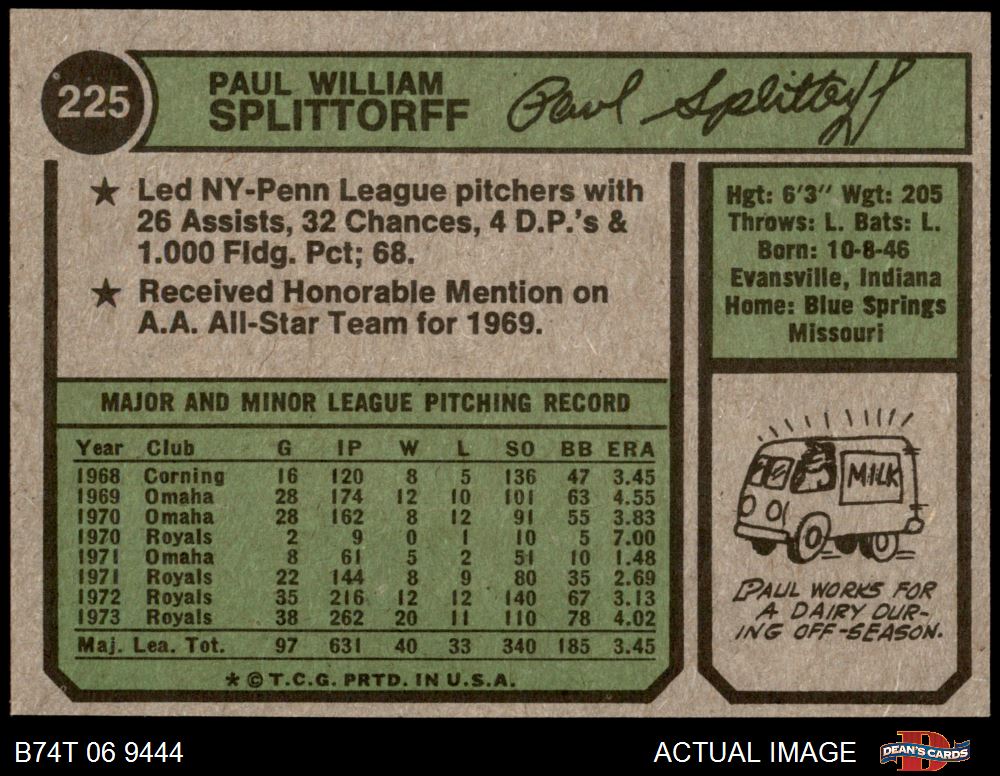 225
PAUL WILLIAM
SPLITTORFF
Paul Splittorff
★ Led NY-Penn League pitchers with
26 Assists, 32 Chances, 4 D.P.'s &
1.000 Fldg. Pct; 68.
★ Received Honorable Mention on
A.A. All-Star Team for 1969.
Hgt: 6'3" Wgt: 205
Throws: L. Bats: L.
Born: 10-8-46
Evansville, Indiana
Home: Blue Springs
Missouri
MAJOR AND MINOR LEAGUE PITCHING RECORD
Year Club G IP W L SO BB ERA
1968 Corning 16 120 8 5 136 47 3.45
1969 Omaha 28 174 12 10 101 63 4.55
1970 Omaha 28 162 8 12 91 55 3.83
1970 Royals 2 9 0 1 10 5 7.00
1971 Omaha 8 61 5 2 51 10 1.48
1971 Royals 22 144 8 9 80 35 2.69
1972 Royals 35 216 12 12 140 67 3.13
1973 Royals 38 262 20 11 110 78 4.02
Maj. Lea. Tot. 97 631 40 33 340 185 3.45
* © T.C.G. PRTD. IN U.S.A.
MILK
PAUL WORKS FOR
A DAIRY DUR-
ING OFF-SEASON.
B74T 06 9444
ACTUAL IMAGE
DEAN'S CARDS